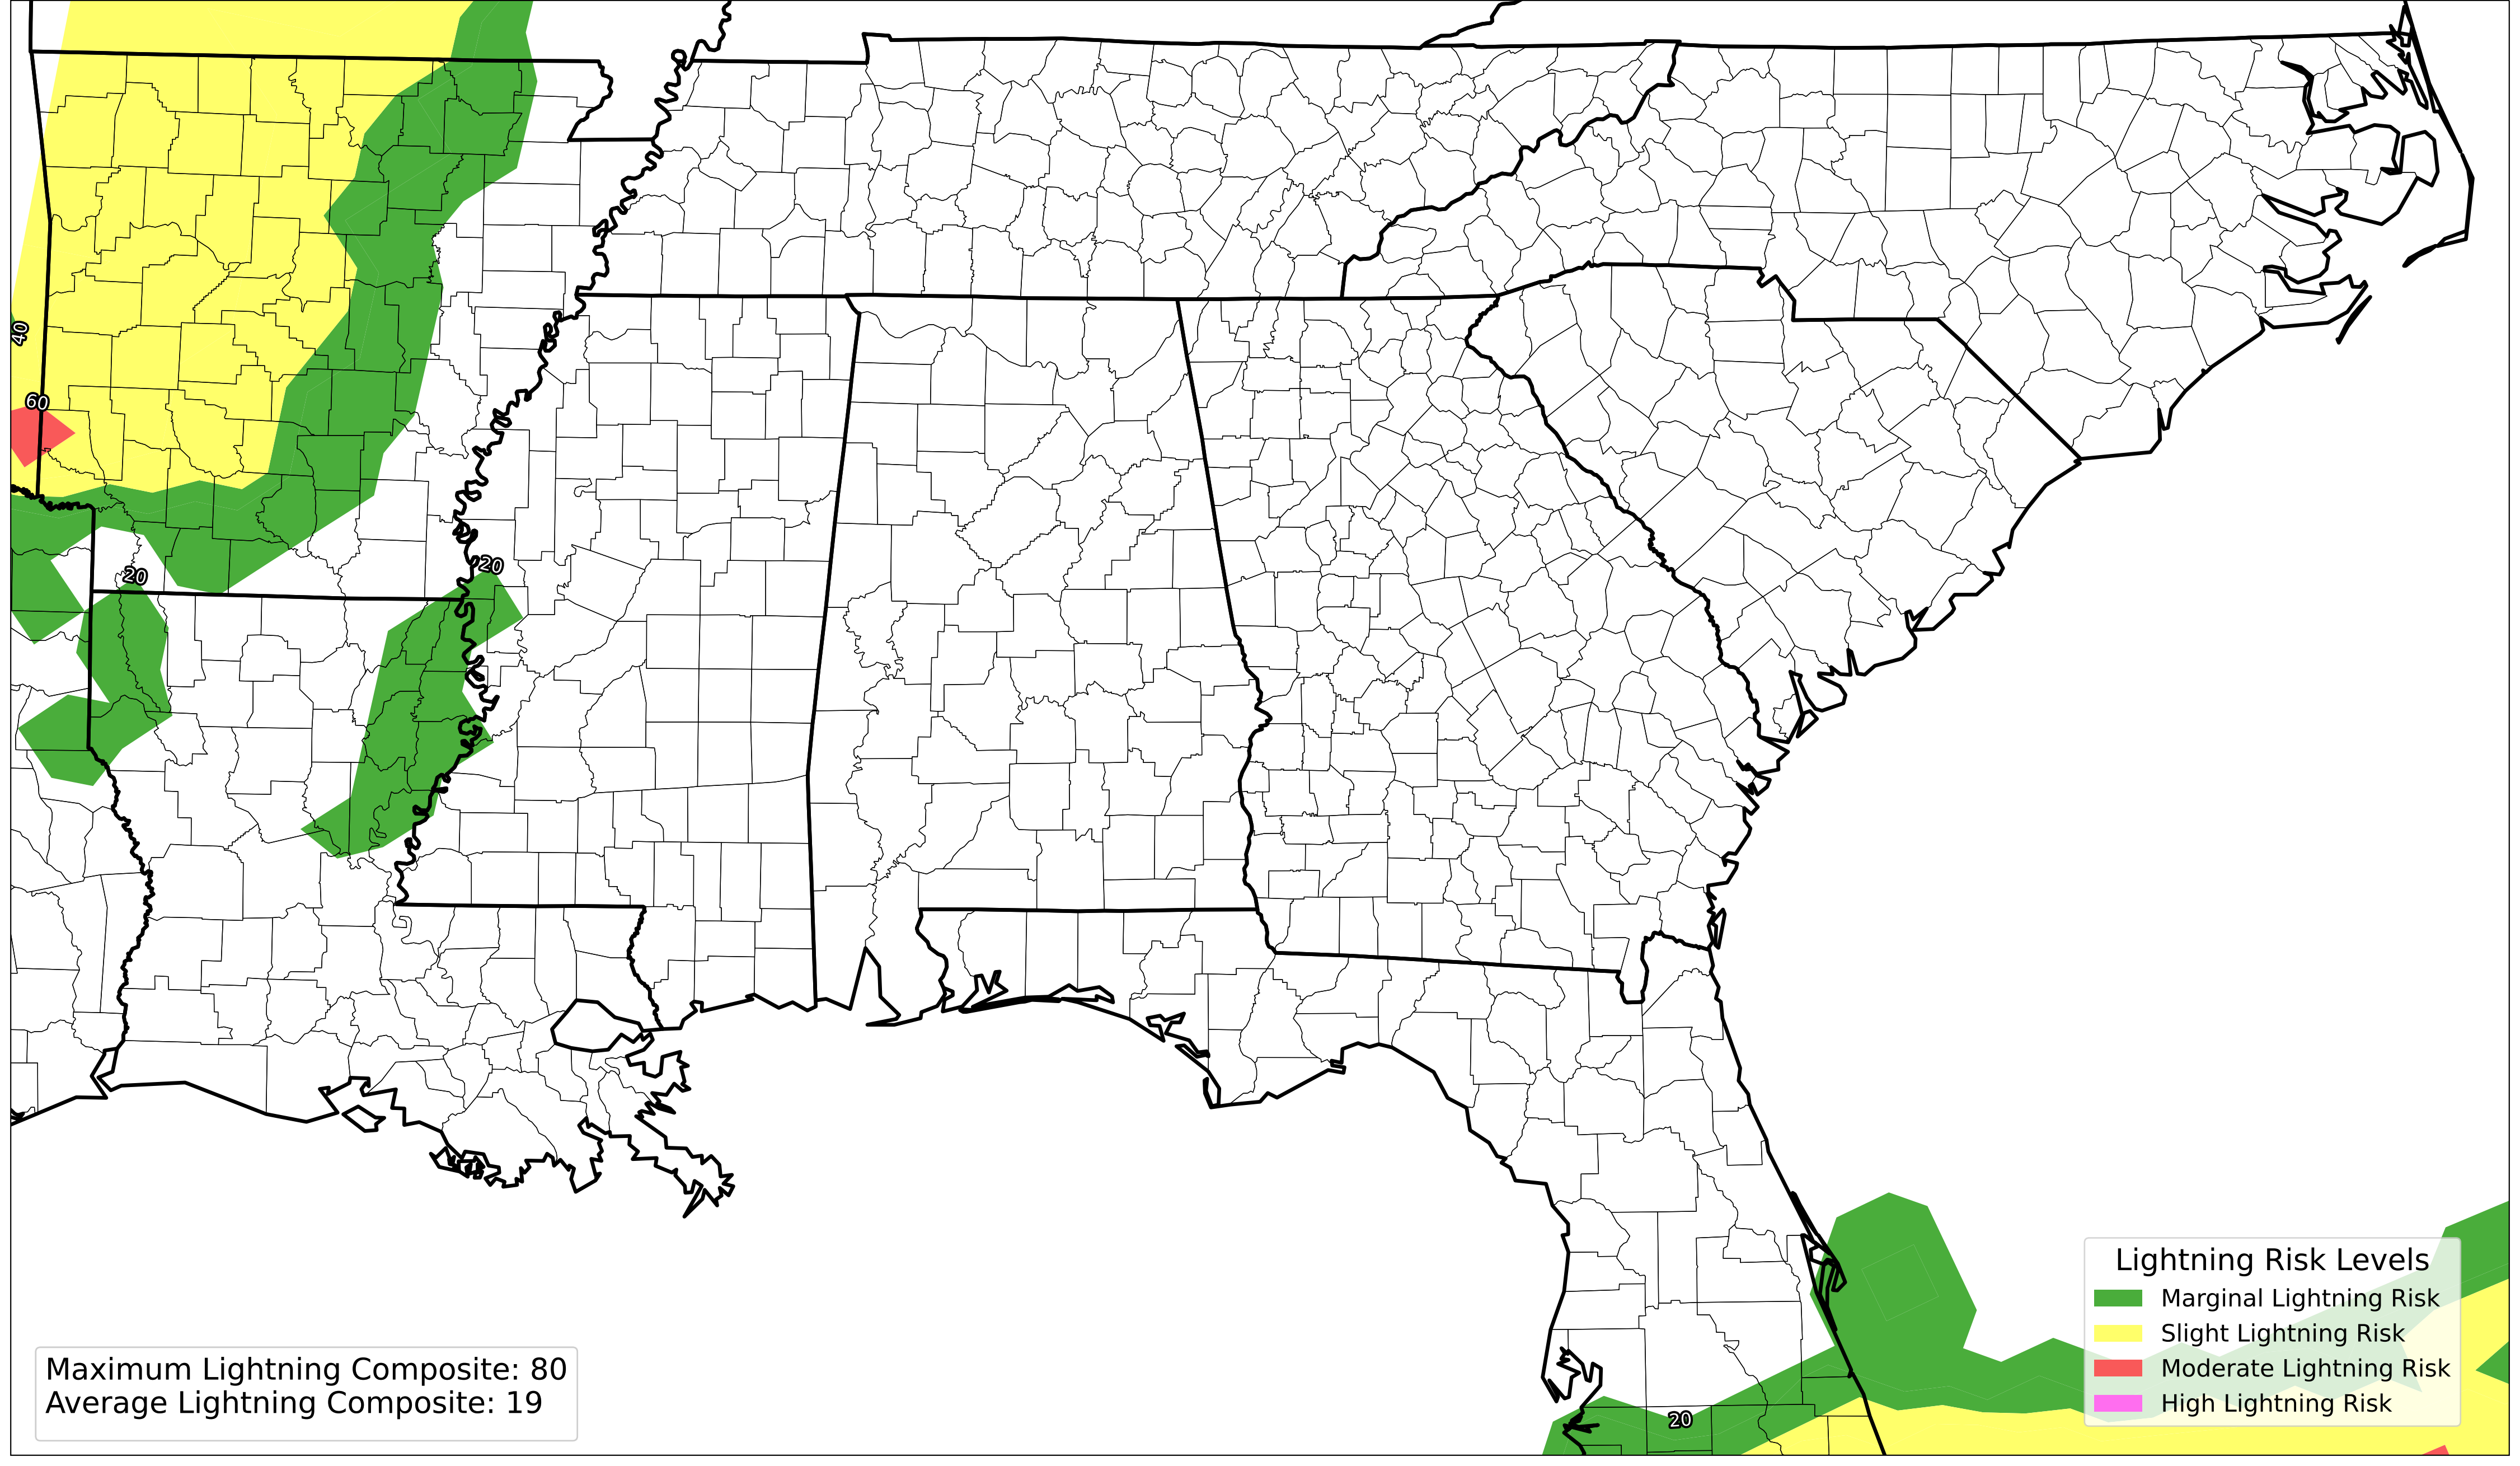 40
60
20
20
20
Lightning Risk Levels
Marginal Lightning Risk
Slight Lightning Risk
Moderate Lightning Risk
High Lightning Risk
Maximum Lightning Composite: 80
Average Lightning Composite: 19